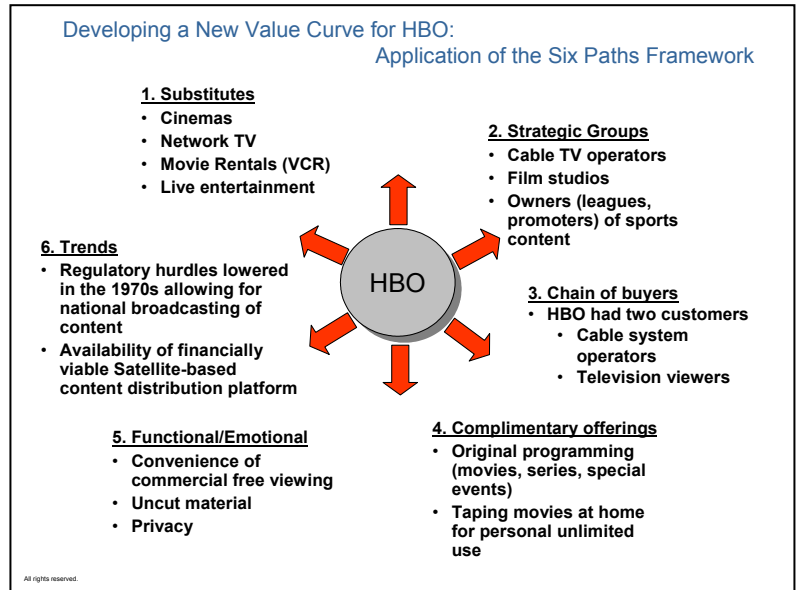 Developing a New Value Curve for HBO:
Application of the Six Paths Framework
1. Substitutes
• Cinemas
• Network TV
• Movie Rentals (VCR)
• Live entertainment
2. Strategic Groups
• Cable TV operators
• Film studios
• Owners (leagues,
promoters) of sports
content
HBO
3. Chain of buyers
• HBO had two customers
• Cable system
operators
• Television viewers
4. Complimentary offerings
• Original programming
(movies, series, special
events)
• Taping movies at home
for personal unlimited
use
5. Functional/Emotional
• Convenience of
commercial free viewing
• Uncut material
• Privacy
6. Trends
• Regulatory hurdles lowered
in the 1970s allowing for
national broadcasting of
content
• Availability of financially
viable Satellite-based
content distribution platform
All rights reserved.